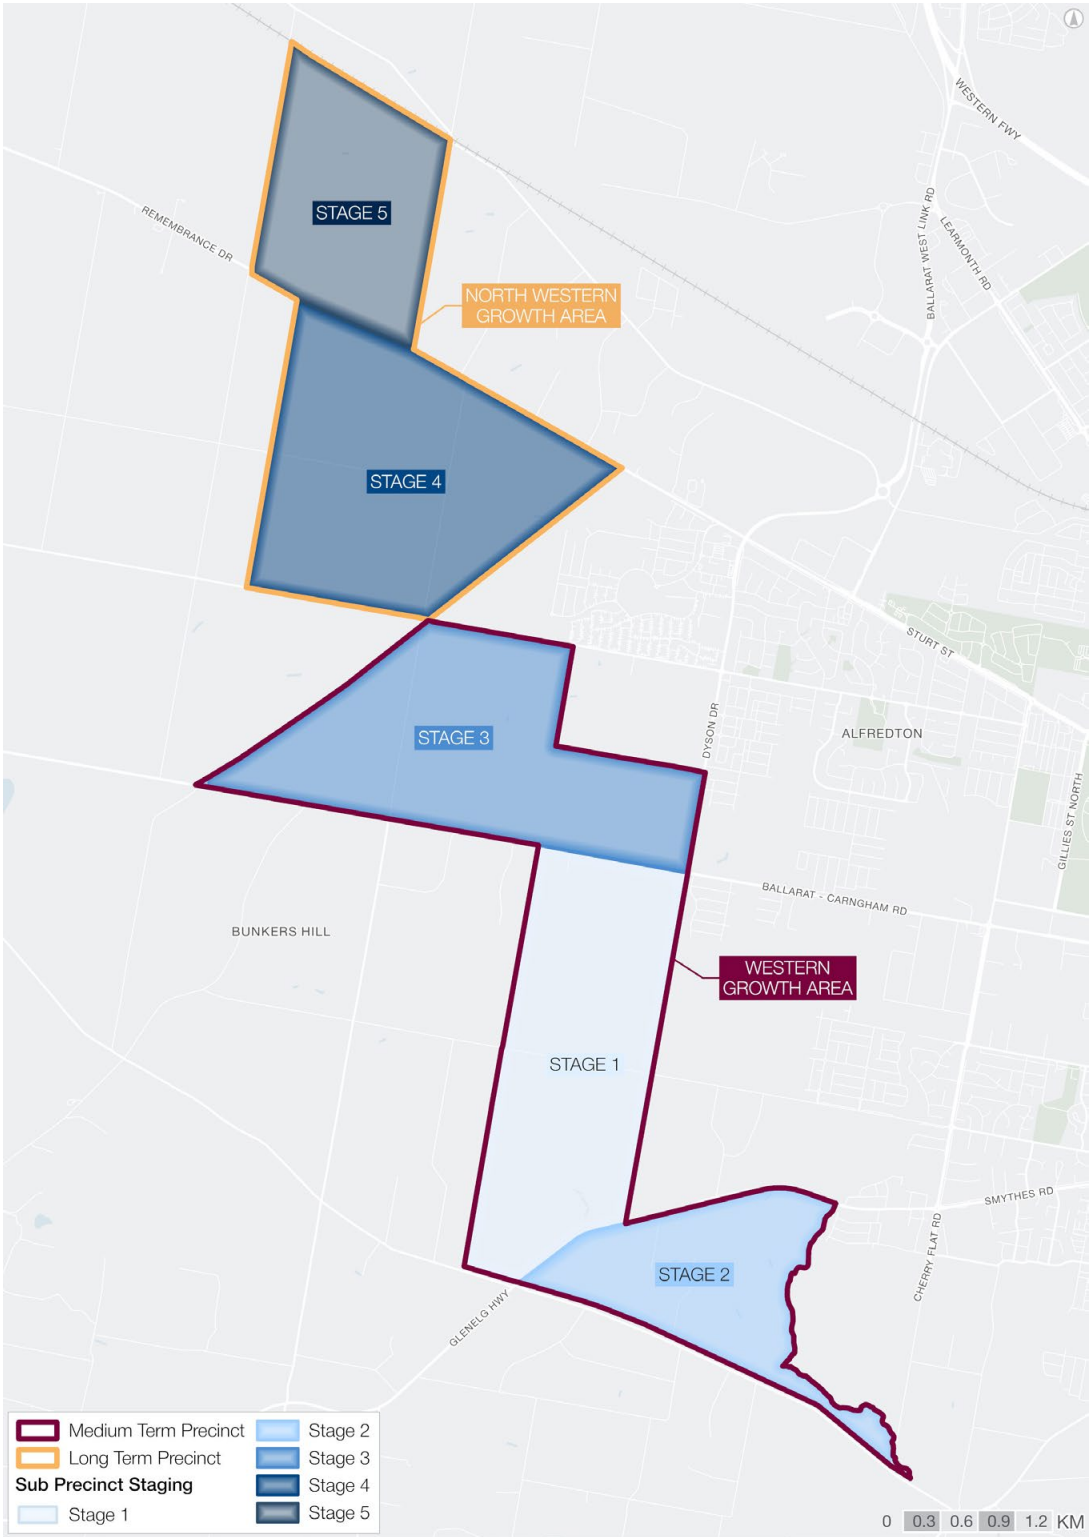 WESTERN FWY
STAGE 5
REMEMBRANCE DR
BALLARAT WEST LINK RD
LEARMONTH RD
NORTH WESTERN
GROWTH AREA
STAGE 4
STURT ST
STAGE 3
DYSON DR
ALFREDTON
GILLIES ST NORTH
BALLARAT - CARNGHAM RD
BUNKERS HILL
WESTERN
GROWTH AREA
STAGE 1
SMYTHES RD
CHERRY FLAT RD
STAGE 2
GLENELG HWY
Medium Term Precinct
Long Term Precinct
Sub Precinct Staging
Stage 1
Stage 2
Stage 3
Stage 4
Stage 5
0 0.3 0.6 0.9 1.2 KM